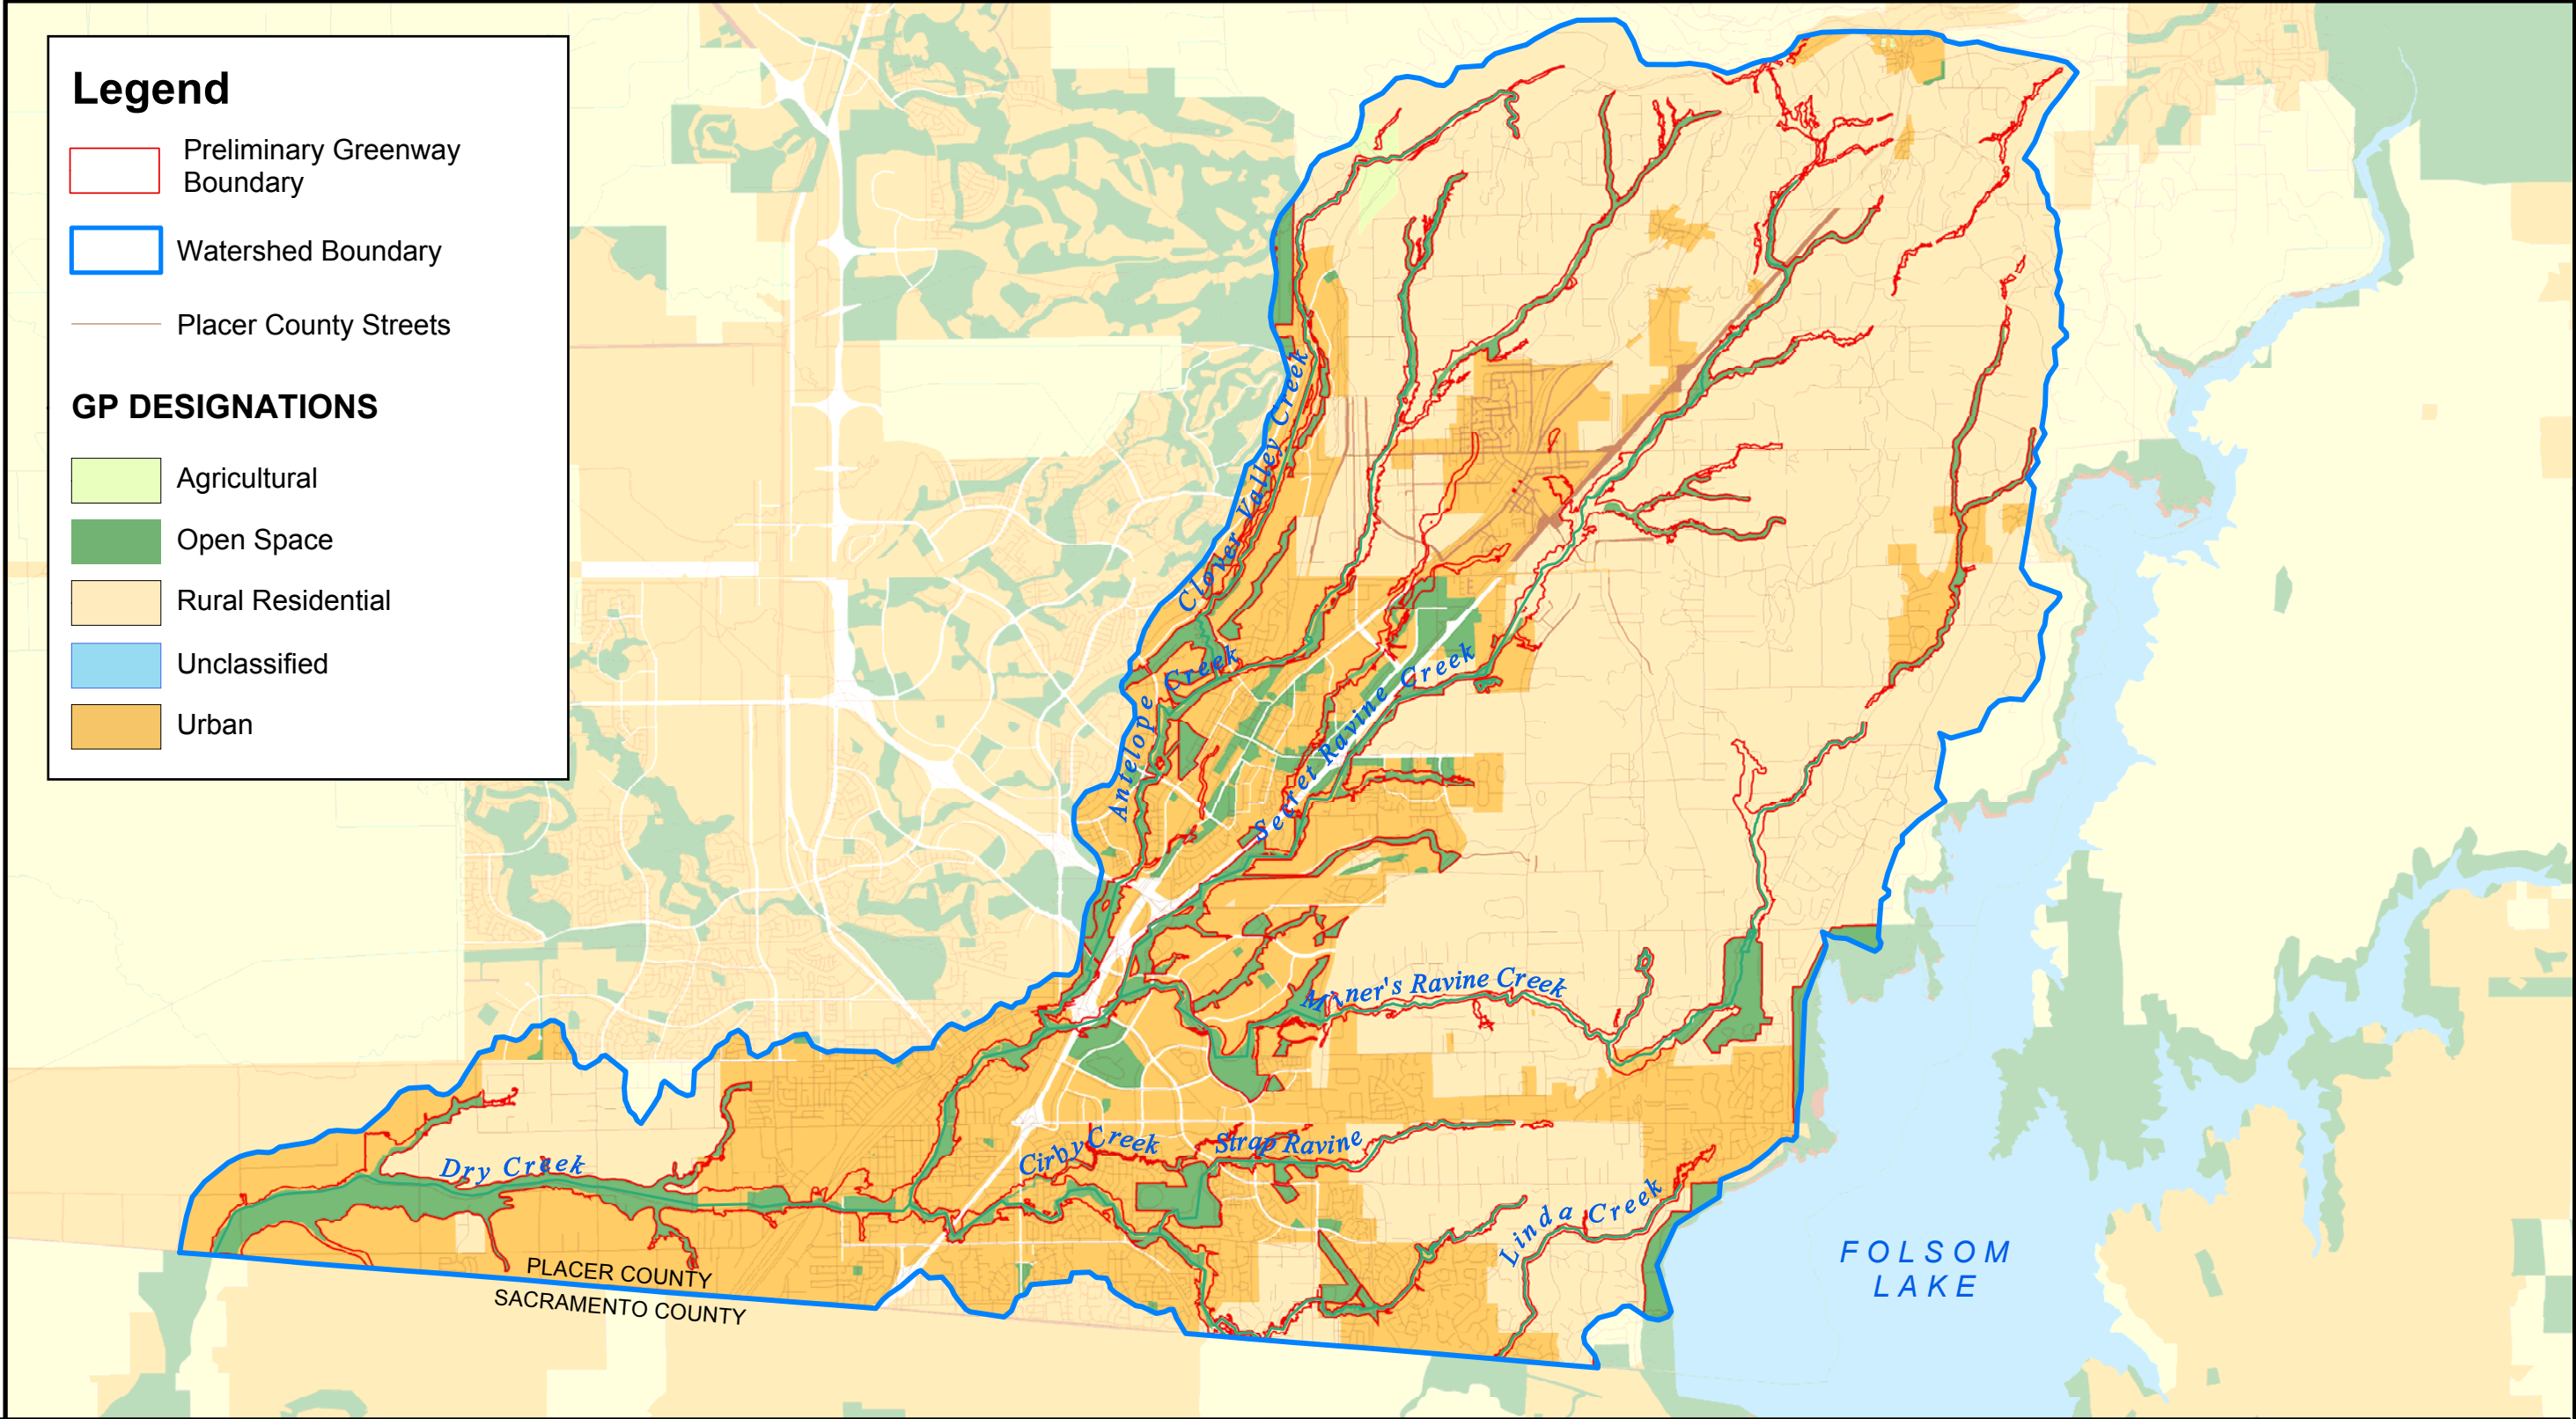 Legend
Preliminary Greenway
Boundary
Watershed Boundary
Placer County Streets
GP DESIGNATIONS
Agricultural
Open Space
Rural Residential
Unclassified
Urban
Clover Valley Creek
Antelope Creek
Secret Ravine Creek
Miner's Ravine Creek
Cirby Creek
Strap Ravine
Dry Creek
Linda Creek
PLACER COUNTY
SACRAMENTO COUNTY
FOLSOM
LAKE